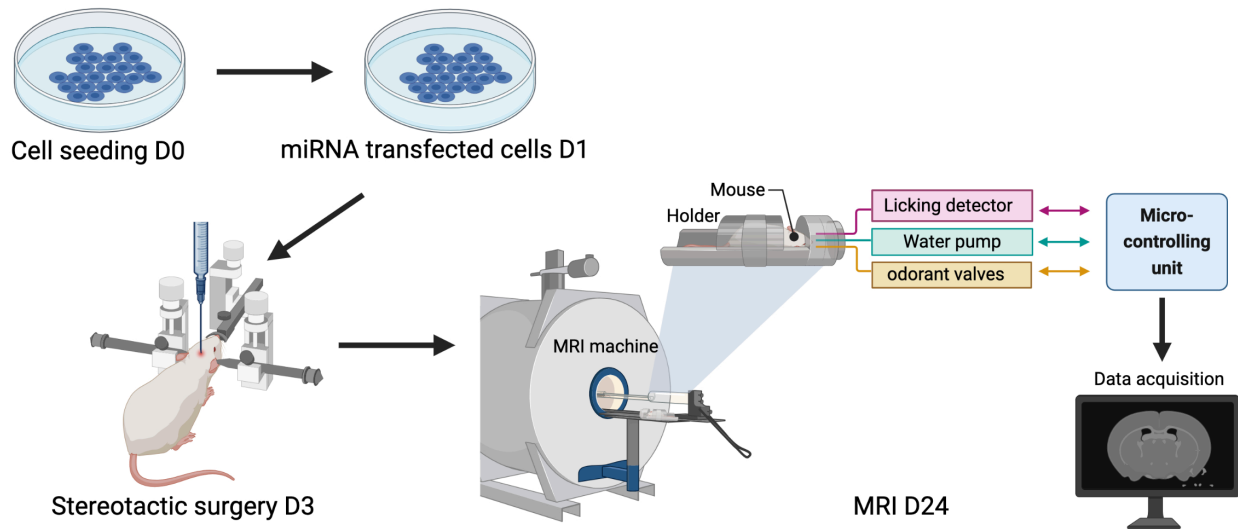 Cell seeding D0
miRNA transfected cells D1
Mouse
Holder
Licking detector
Water pump
odorant valves
Micro-
controlling
unit
MRI machine
Data acquisition
Stereotactic surgery D3
MRI D24